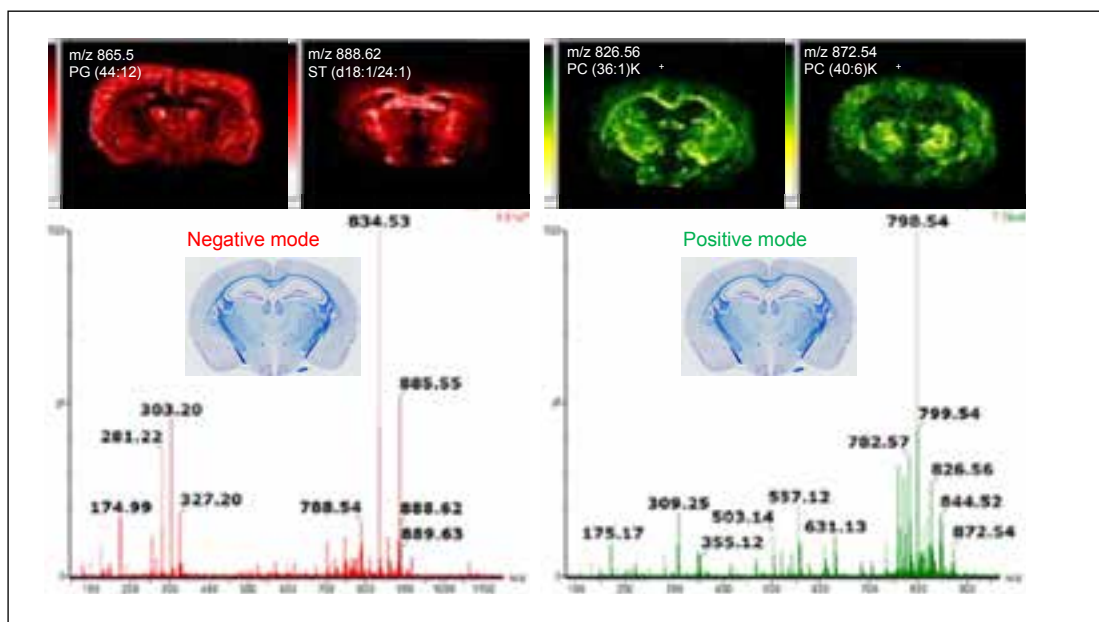 m/z 865.5
PG (44:12)
m/z 888.62
ST (d18:1/24:1)
m/z 826.56
PC (36:1)K +
m/z 872.54
PC (40:6)K +
834.53
Negative mode
885.55
303.20
281.22
174.99
327.20
788.54
888.62
889.63
798.54
Positive mode
799.54
782.57
826.56
557.12
309.25
503.14
844.52
175.17
355.12
631.13
872.54